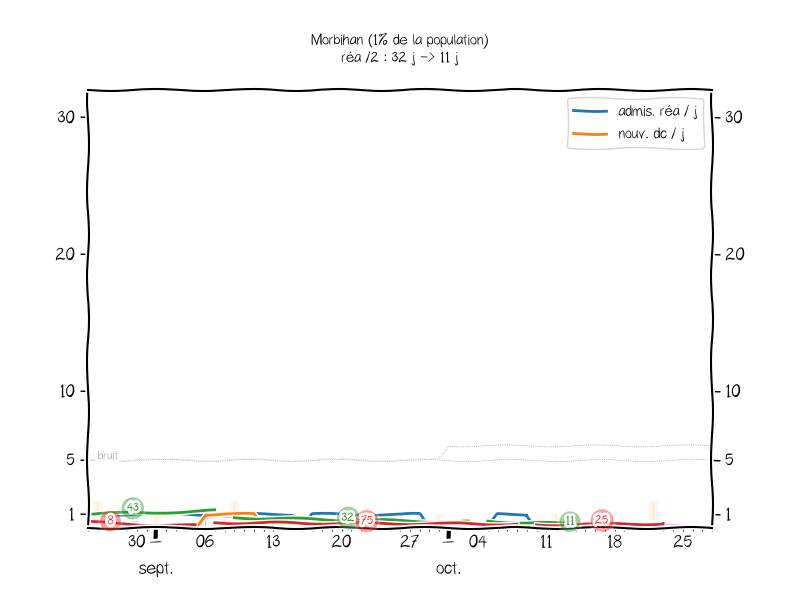 Morbihan (1% de la population)
réa /2 : 32 j -> 11 j
admis. réa / j
nouv. dc / j
30 30
20 20
10 10
5 5
bruit
1 1
43
8
32
75
11
25
30 06 13 20 27 04 11 18 25
sept. oct.